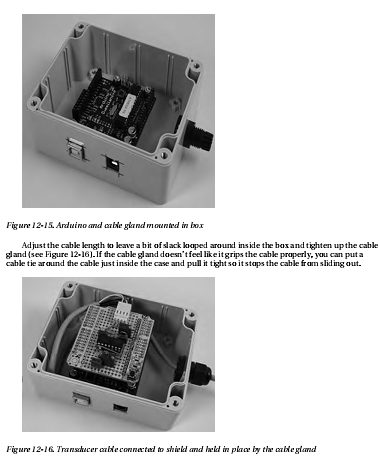 Figure 12-15. Arduino and cable gland mounted in box
Adjust the cable length to leave a bit of slack looped around inside the box and tighten up the cable
gland (see Figure 12-16). If the cable gland doesn't feel like it grips the cable properly, you can put a
cable tie around the cable just inside the case and pull it tight so it stops the cable from sliding out.
Figure 12-16. Transducer cable connected to shield and held in place by the cable gland